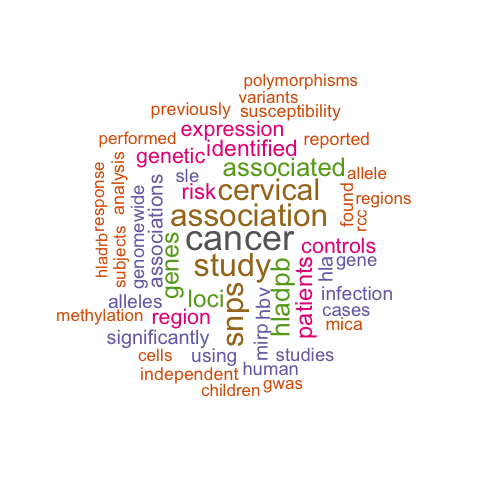 polymorphisms
variants
previously susceptibility
expression
performed identified reported
genetic associated
sle allele
risk cervical
response analysis genomewide associations found rcc regions
association
hladrb subjects genes cancer controls
study hladpb patients hla gene
alleles loci snps mirp hbv infection
methylation region cases
mica
significantly
cells using studies
independent human
children gwas